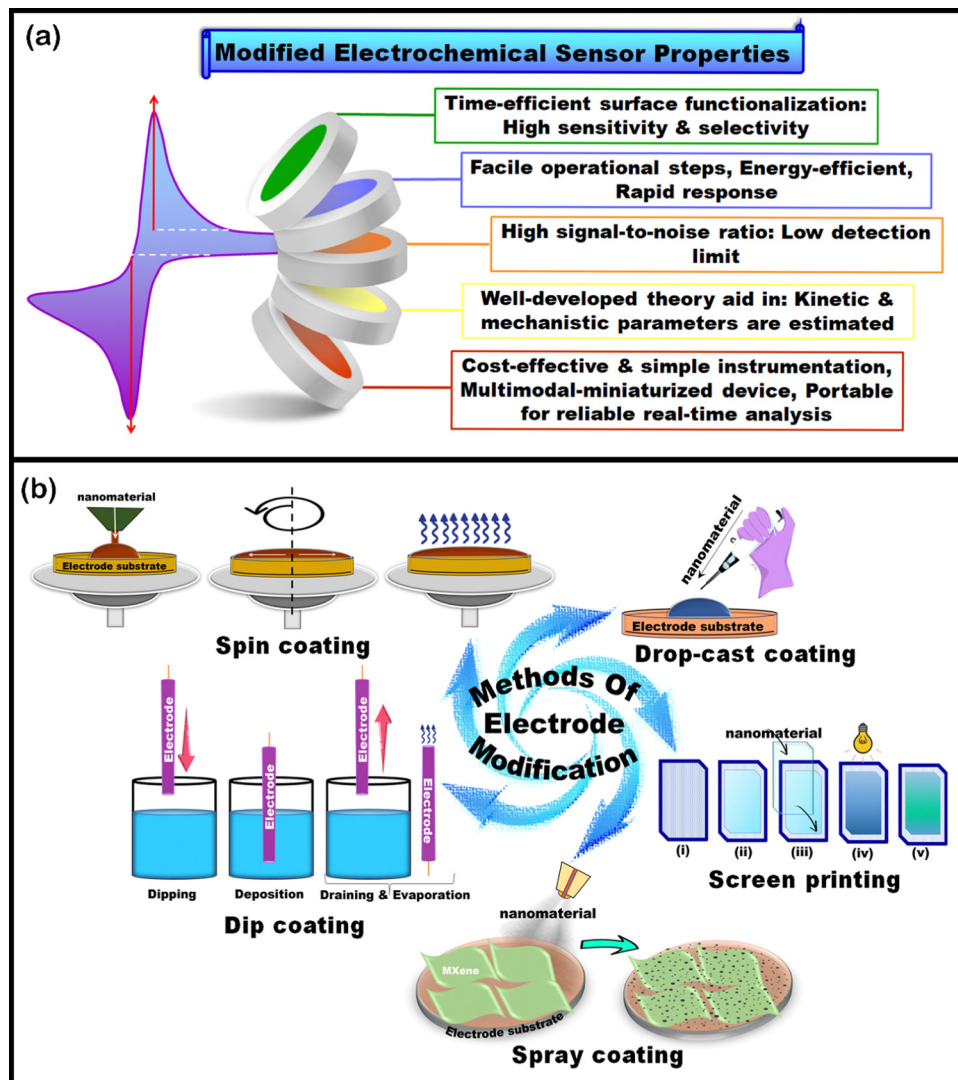 (a)
Modified Electrochemical Sensor Properties
Time-efficient surface functionalization:
High sensitivity & selectivity
Facile operational steps, Energy-efficient,
Rapid response
High signal-to-noise ratio: Low detection
limit
Well-developed theory aid in: Kinetic &
mechanistic parameters are estimated
Cost-effective & simple instrumentation,
Multimodal-miniaturized device, Portable
for reliable real-time analysis
(b)
nanomaterial
Electrode substrate
Spin coating
nanomaterial
Electrode substrate
Drop-cast coating
Methods Of
Electrode
Modification
Electrode
Electrode
Electrode
Electrode
Dipping
Deposition
Draining & Evaporation
Dip coating
nanomaterial
(i)
(ii)
(iii)
(iv)
(v)
Screen printing
nanomaterial
MXene
Electrode substrate
Spray coating